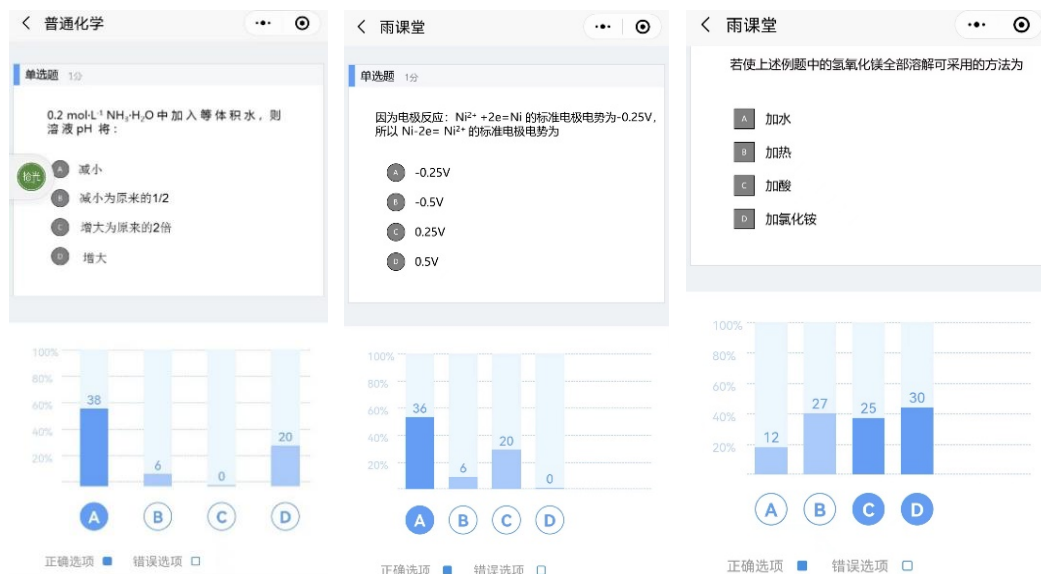 普通化学
单选题 1分
0.2 mol·L⁻¹ NH₃·H₂O 中加入等体积水，则
溶液 pH 将：
抢先
A 减小
B 减小为原来的1/2
C 增大为原来的2倍
D 增大
100%
80%
60%
40%
20%
38
6
0
20
A B C D
正确选项 错误选项
雨课堂
单选题 1分
因为电极反应：Ni²⁺ +2e=Ni 的标准电极电势为-0.25V，
所以 Ni-2e= Ni²⁺ 的标准电极电势为
A -0.25V
B -0.5V
C 0.25V
D 0.5V
100%
80%
60%
40%
20%
36
6
20
0
A B C D
正确选项 错误选项
雨课堂
若使上述例题中的氢氧化镁全部溶解可采用的方法为
A 加水
B 加热
C 加酸
D 加氯化铵
100%
80%
60%
40%
20%
12
27
25
30
A B C D
正确选项 错误选项